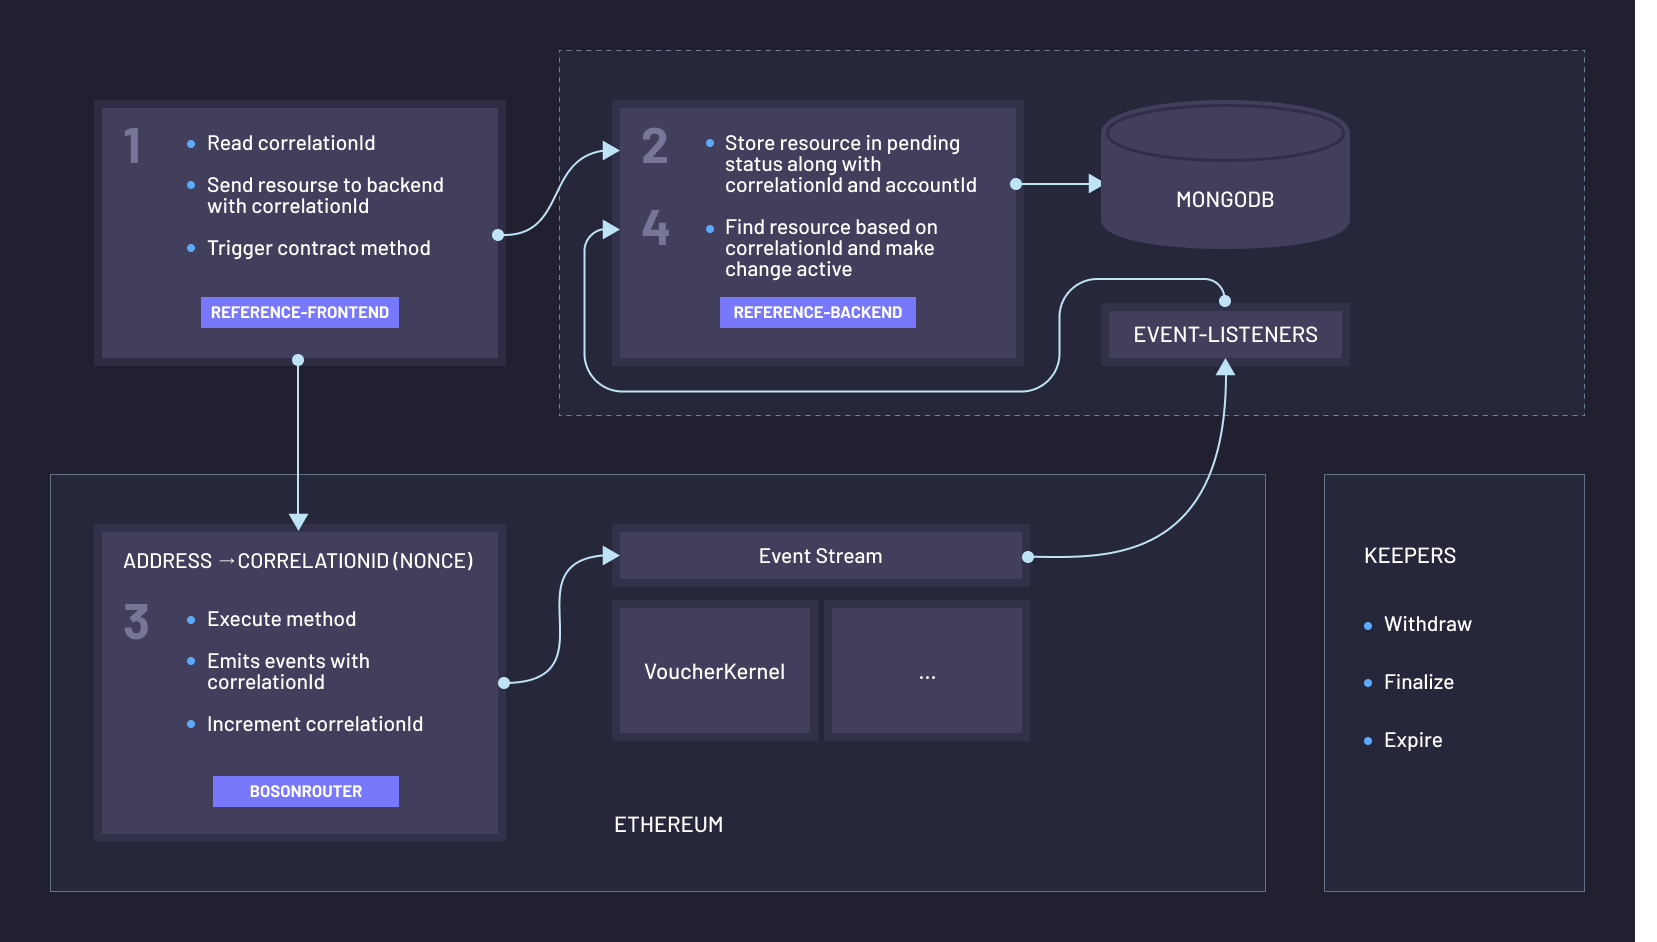 1
Read correlationId
Send resourse to backend
with correlationId
Trigger contract method
REFERENCE-FRONTEND
2
Store resource in pending
status along with
correlationId and accountId
4
Find resource based on
correlationId and make
change active
REFERENCE-BACKEND
MONGODB
EVENT-LISTENERS
ADDRESS →CORRELATIONID (NONCE)
3
Execute method
Emits events with
correlationId
Increment correlationId
BOSONROUTER
Event Stream
VoucherKernel
...
ETHEREUM
KEEPERS
Withdraw
Finalize
Expire